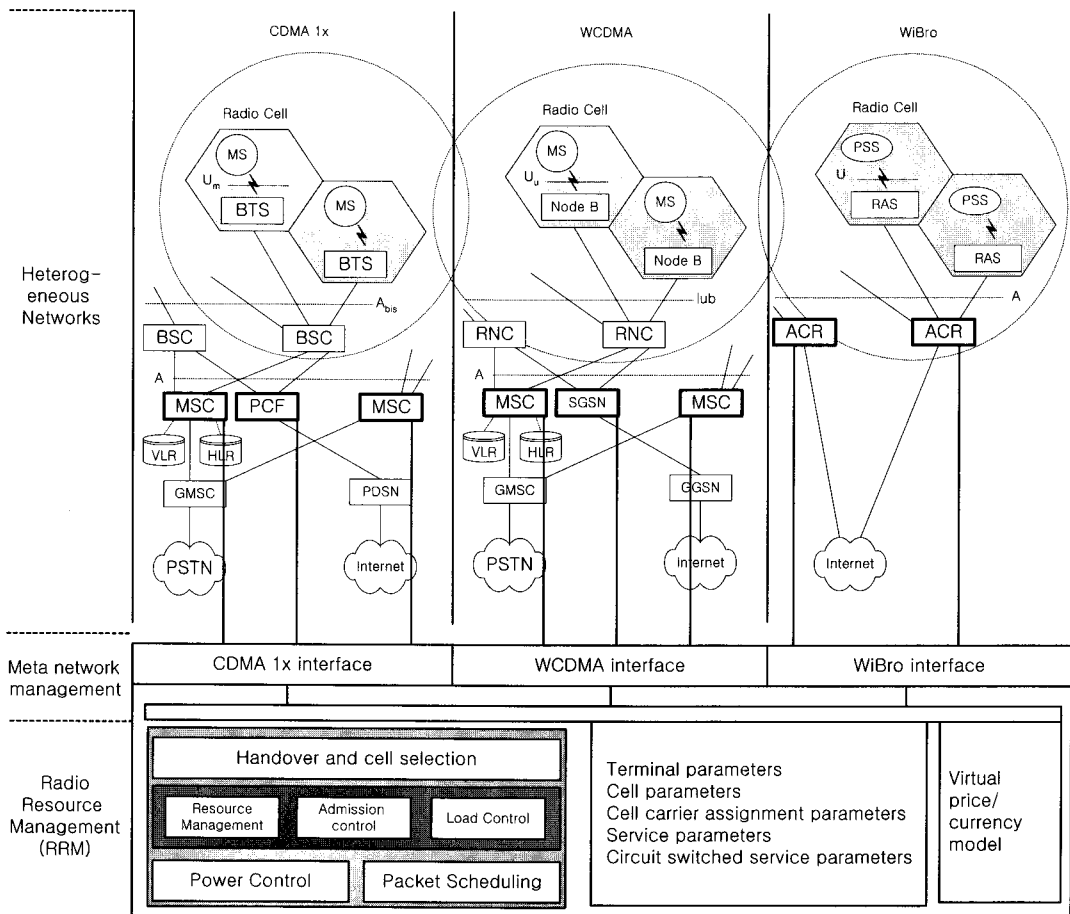 CDMA 1x
WCDMA
WiBro
Radio Cell
MS
Um
BTS
MS
BTS
Abis
BSC
BSC
A
MSC
PCF
MSC
VLR
HLR
GMSC
PDSN
PSTN
Internet
Radio Cell
MS
Uu
Node B
MS
Node B
Iub
RNC
RNC
A
MSC
SGSN
MSC
VLR
HLR
GMSC
GGSN
PSTN
Internet
Radio Cell
PSS
U
RAS
PSS
RAS
A
ACR
ACR
Internet
Heterog-
eneous
Networks
Meta network
management
CDMA 1x interface
WCDMA interface
WiBro interface
Radio
Resource
Management
(RRM)
Handover and cell selection
Resource
Management
Admission
control
Load Control
Power Control
Packet Scheduling
Terminal parameters
Cell parameters
Cell carrier assignment parameters
Service parameters
Circuit switched service parameters
Virtual
price/
currency
model